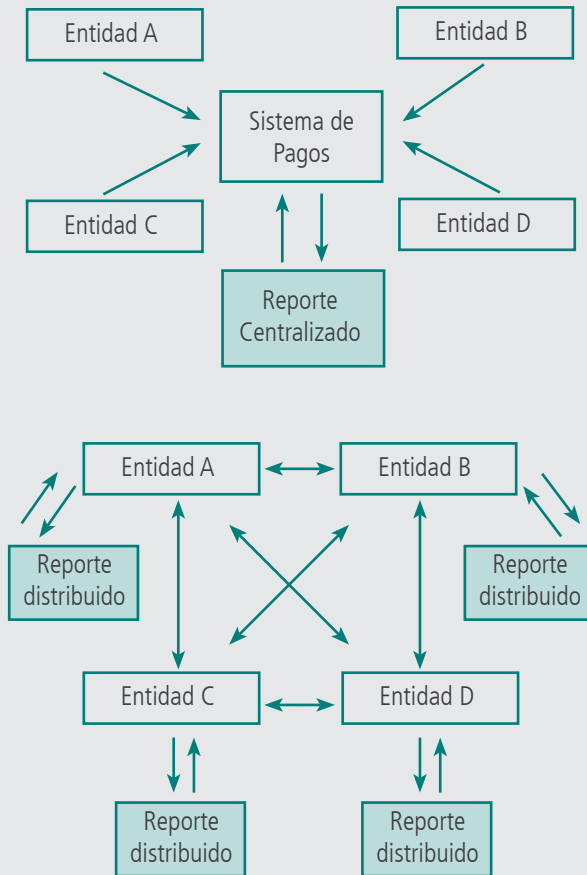 Entidad A
Entidad B
Sistema de
Pagos
Entidad C
Entidad D
Reporte
Centralizado
Entidad A
Entidad B
Reporte
distribuido
Reporte
distribuido
Entidad C
Entidad D
Reporte
distribuido
Reporte
distribuido